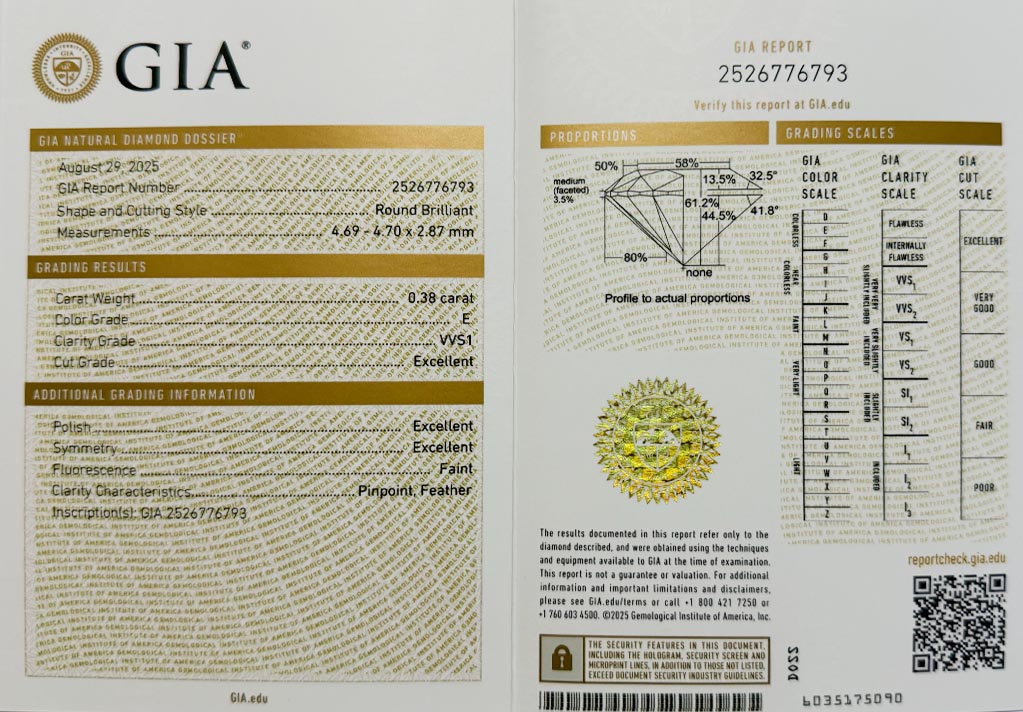 GIA®
GIA NATURAL DIAMOND DOSSIER®
August 29, 2025
GIA Report Number 2526776793
Shape and Cutting Style Round Brilliant
Measurements 4.69 - 4.70 x 2.87 mm
GRADING RESULTS
Carat Weight 0.38 carat
Color Grade E
Clarity Grade VVS1
Cut Grade Excellent
ADDITIONAL GRADING INFORMATION
Polish Excellent
Symmetry Excellent
Fluorescence Faint
Clarity Characteristics Pinpoint, Feather
Inscription(s): GIA 2526776793
GIA.edu
GIA REPORT
2526776793
Verify this report at GIA.edu
PROPORTIONS
50%
58%
medium
(faceted)
3.5%
13.5%
32.5°
61.2%
44.5%
41.8°
80%
none
Profile to actual proportions
GRADING SCALES
GIA
COLOR
SCALE
COLORLESS
D
E
F
NEAR
COLORLESS
G
H
I
J
FAINT
K
L
M
VERY LIGHT
N
O
P
Q
R
LIGHT
S
T
U
V
W
X
Y
Z
GIA
CLARITY
SCALE
FLAWLESS
INTERNALLY
FLAWLESS
VERY VERY
SLIGHTLY INCLUDED
VVS1
VVS2
VERY SLIGHTLY
INCLUDED
VS1
VS2
SLIGHTLY
INCLUDED
SI1
SI2
INCLUDED
I1
I2
I3
GIA
CUT
SCALE
EXCELLENT
VERY
GOOD
GOOD
FAIR
POOR
The results documented in this report refer only to the
diamond described, and were obtained using the techniques
and equipment available to GIA at the time of examination.
This report is not a guarantee or valuation. For additional
information and important limitations and disclaimers,
please see GIA.edu/terms or call +1 800 421 7250 or
+1 760 603 4500. ©2025 Gemological Institute of America, Inc.
THE SECURITY FEATURES IN THIS DOCUMENT,
INCLUDING THE HOLOGRAM, SECURITY SCREEN AND
MICROPRINT LINES, IN ADDITION TO THOSE NOT LISTED,
EXCEED DOCUMENT SECURITY INDUSTRY GUIDELINES.
reportcheck.gia.edu
DOSS
6035175090